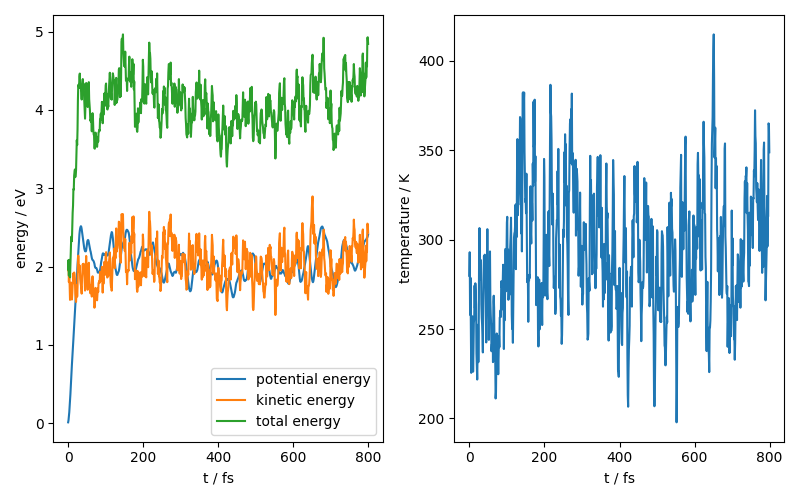 energy / eV
5
4
3
2
1
0
0 200 400 600 800
t / fs
potential energy
kinetic energy
total energy
temperature / K
400
350
300
250
200
0 200 400 600 800
t / fs